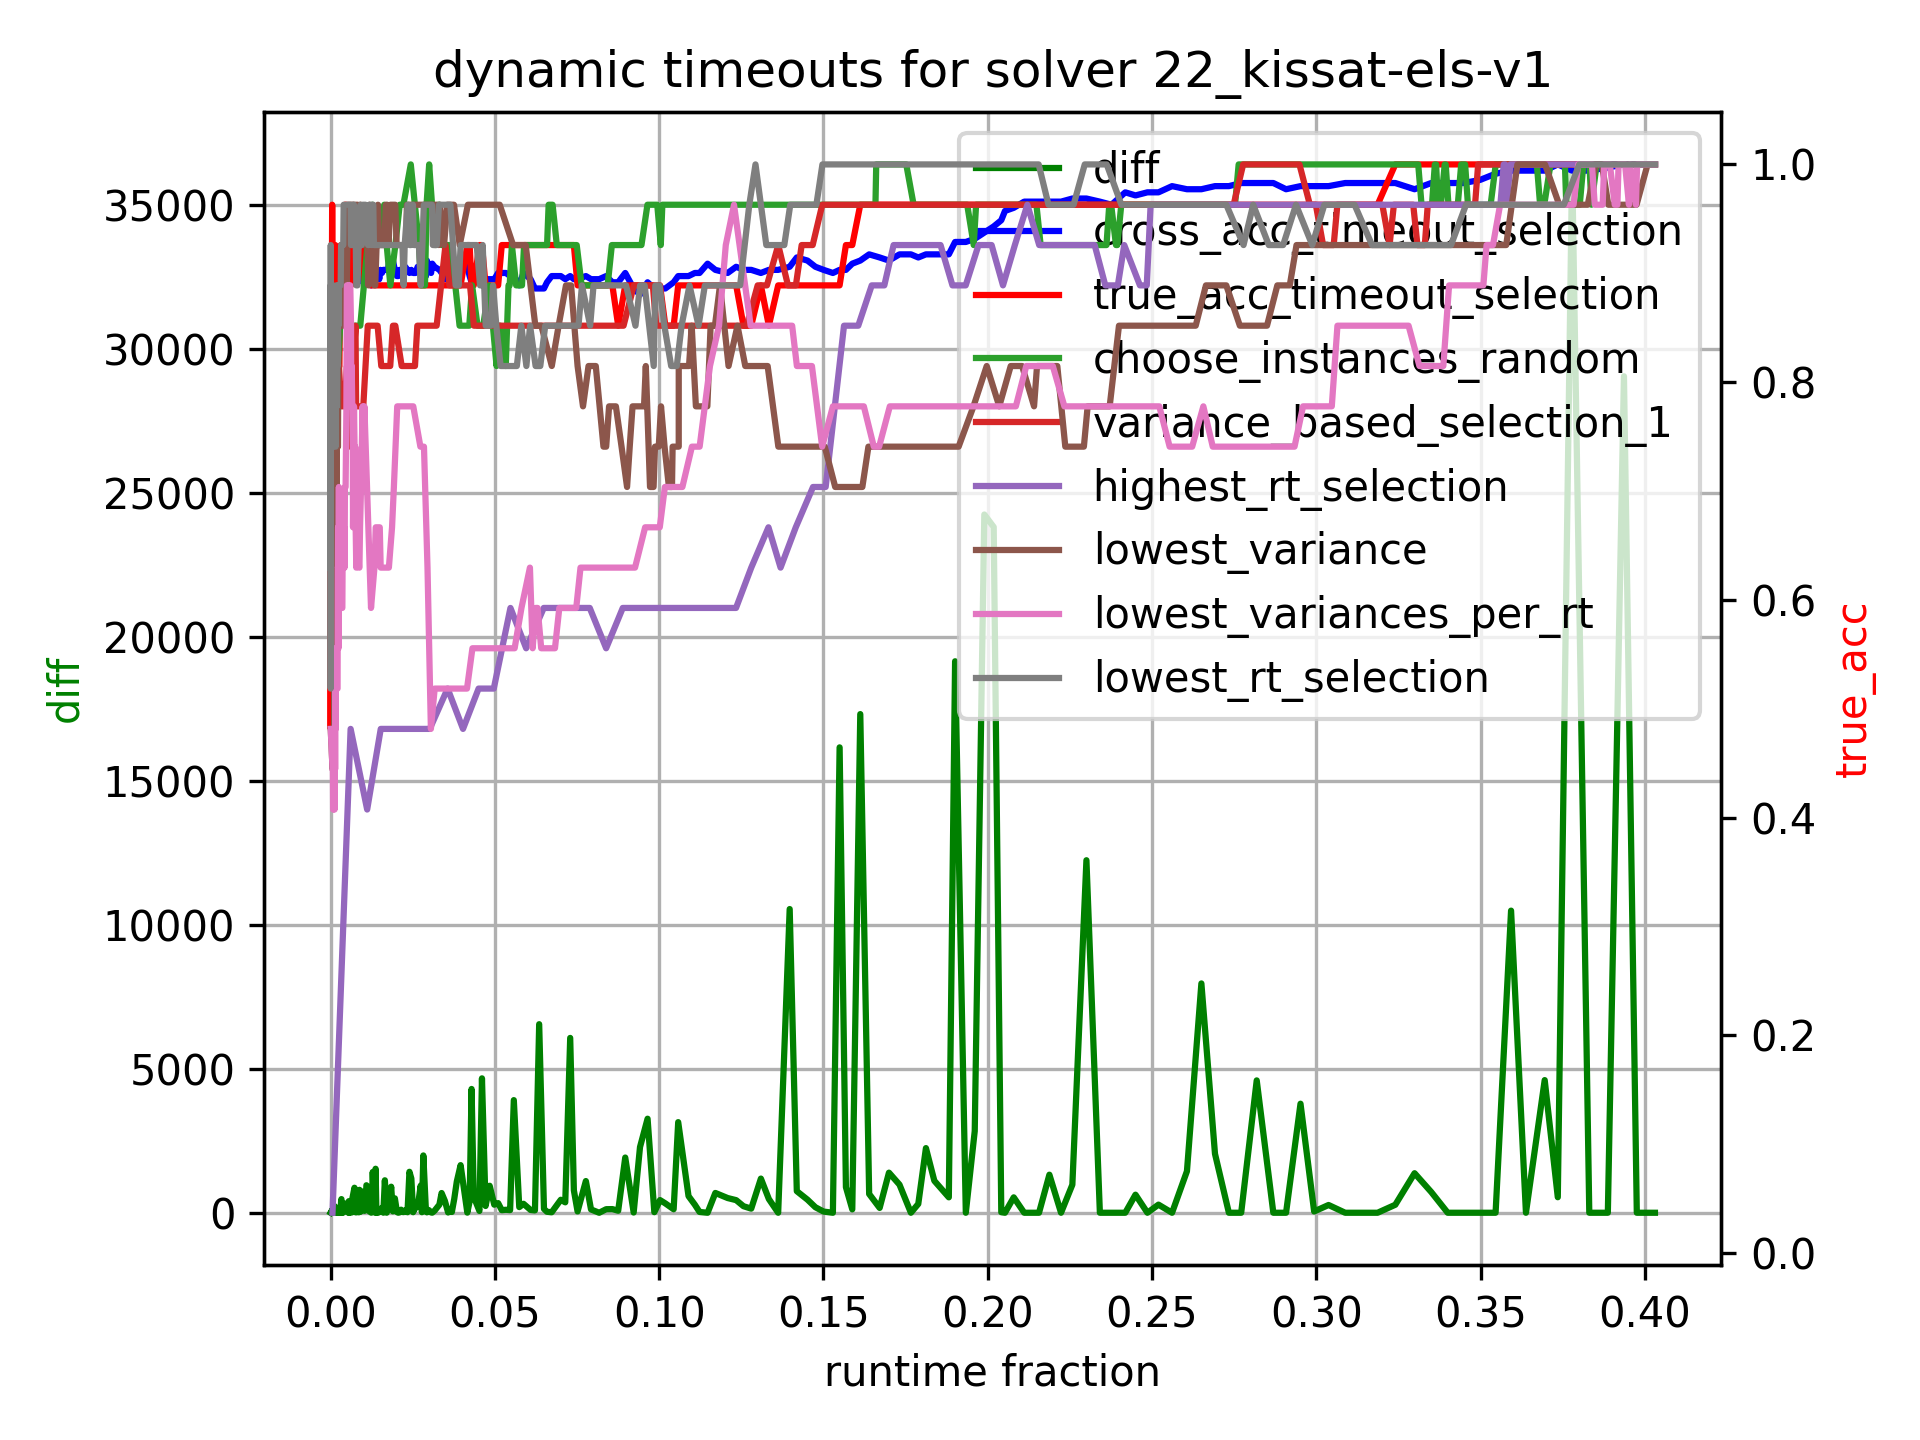 dynamic timeouts for solver 22_kissat-els-v1
35000
30000
25000
20000
15000
10000
5000
0
diff
1.0
0.8
0.6
0.4
0.2
0.0
true_acc
diff
cross_acc_timeout_selection
true_acc_timeout_selection
choose_instances_random
variance_based_selection_1
highest_rt_selection
lowest_variance
lowest_variances_per_rt
lowest_rt_selection
0.00 0.05 0.10 0.15 0.20 0.25 0.30 0.35 0.40
runtime fraction